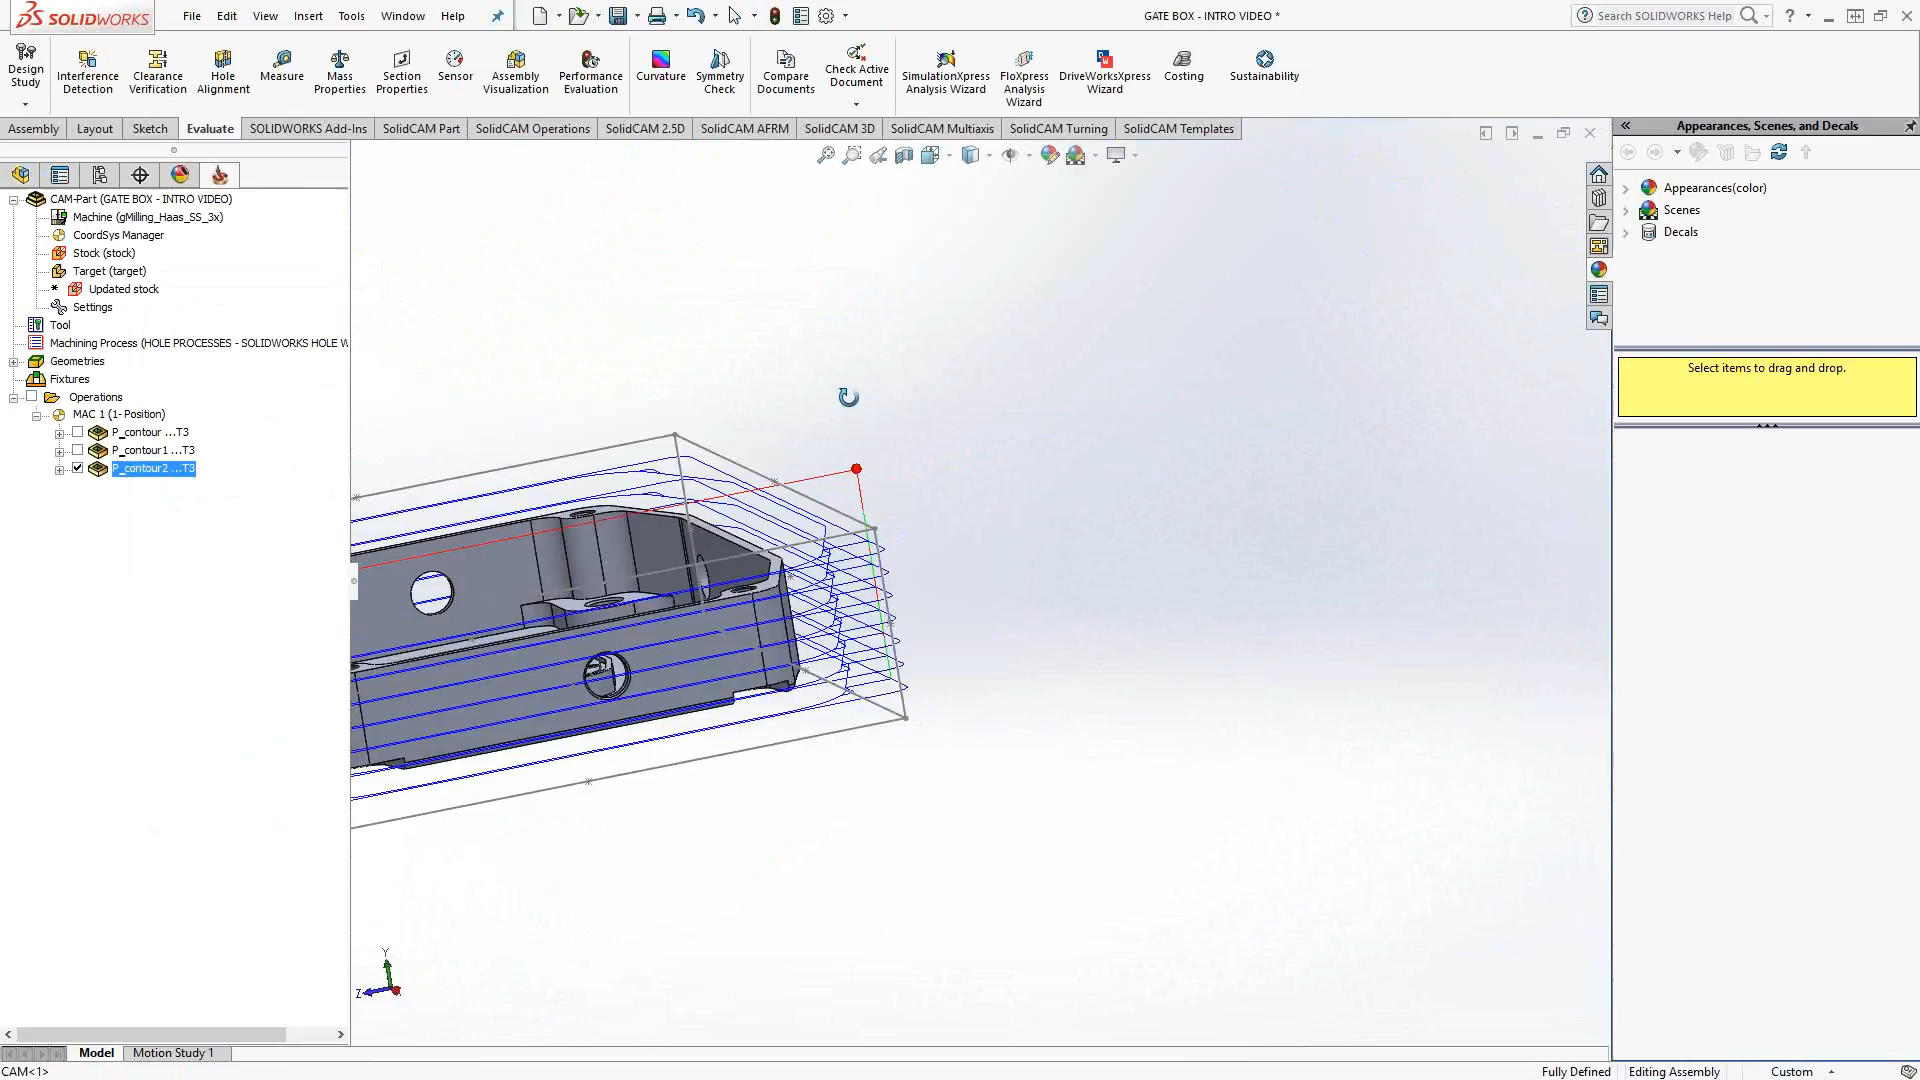 SOLIDWORKS
File Edit View Insert Tools Window Help
GATE BOX - INTRO VIDEO *
Search SOLIDWORKS Help
Design Study
Interference Detection
Clearance Verification
Hole Alignment
Measure
Mass Properties
Section Properties
Sensor
Assembly Visualization
Performance Evaluation
Curvature
Symmetry Check
Compare Documents
Check Active Document
SimulationXpress Analysis Wizard
FloXpress Analysis Wizard
DriveWorksXpress Wizard
Costing
Sustainability
Assembly Layout Sketch Evaluate SOLIDWORKS Add-Ins SolidCAM Part SolidCAM Operations SolidCAM 2.5D SolidCAM AFRM SolidCAM 3D SolidCAM Multiaxis SolidCAM Turning SolidCAM Templates
CAM-Part (GATE BOX - INTRO VIDEO)
Machine (gMilling_Haas_SS_3x)
CoordSys Manager
Stock (stock)
Target (target)
* Updated stock
Settings
Tool
Machining Process (HOLE PROCESSES - SOLIDWORKS HOLE W
Geometries
Fixtures
Operations
MAC 1 (1- Position)
P_contour ...T3
P_contour1 ...T3
P_contour2 ...T3
Y
Z
Appearances, Scenes, and Decals
Appearances(color)
Scenes
Decals
Select items to drag and drop.
Model Motion Study 1
CAM<1>
Fully Defined Editing Assembly Custom